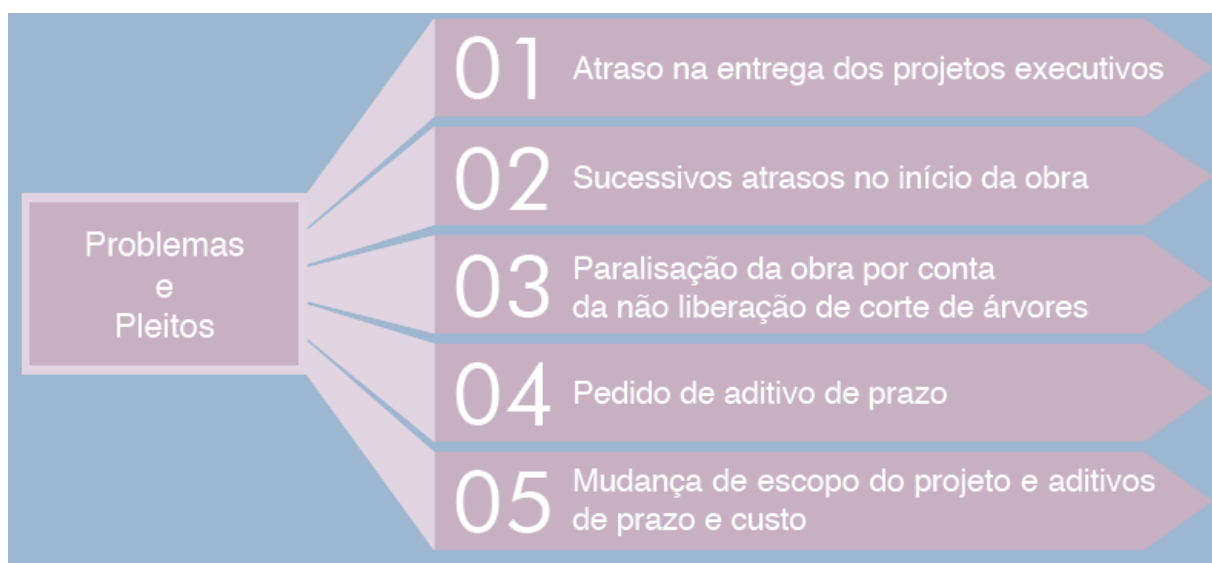 Problemas
e
Pleitos
01 Atraso na entrega dos projetos executivos
02 Sucessivos atrasos no início da obra
03 Paralisação da obra por conta
da não liberação de corte de árvores
04 Pedido de aditivo de prazo
05 Mudança de escopo do projeto e aditivos
de prazo e custo